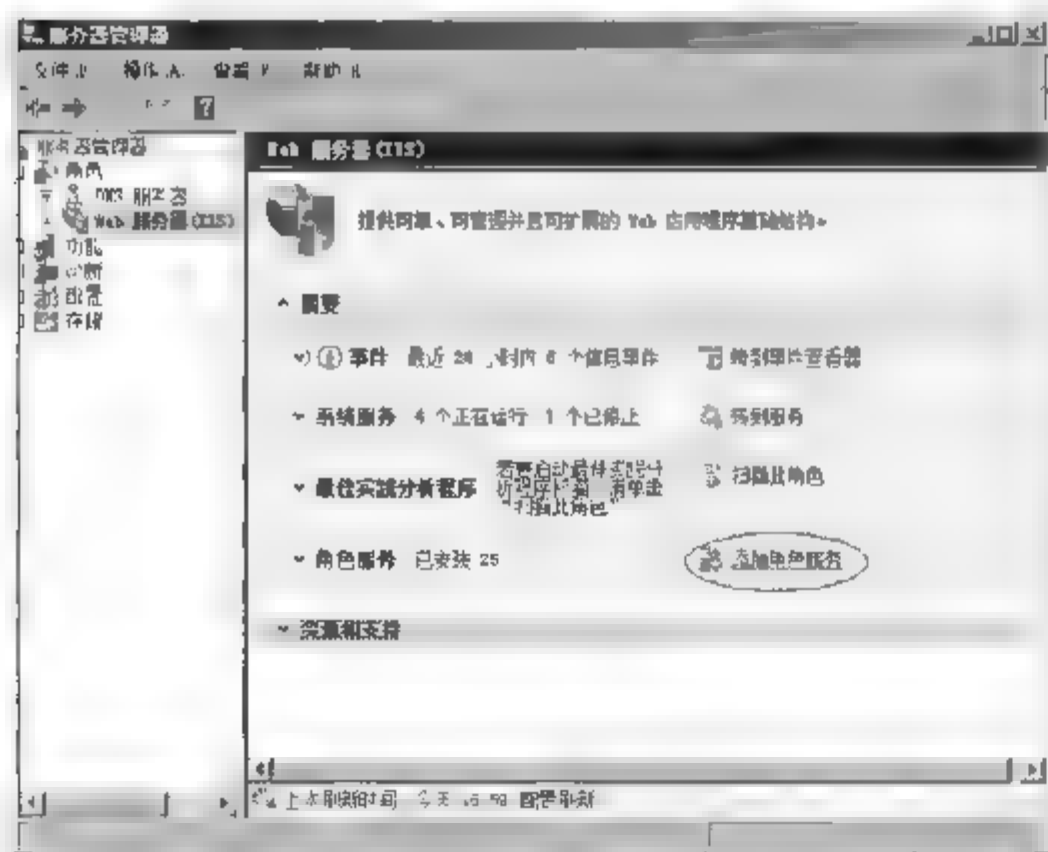 服务器管理器
文件 操作(A) 查看 帮助
服务器管理器
角色
服务器
Web 服务器(IIS)
功能
诊断
配置
存储
Web 服务器(IIS)
提供可靠、可管理并且可扩展的 Web 应用程序基础结构。
摘要
事件 最近 24 小时内 6 个信息事件 转到事件查看器
系统服务 4 个正在运行 1 个已停止 转到服务
最佳实践分析程序 扫描此角色
扫描此角色
角色服务 已安装 25 添加角色服务
资源和支持
上次刷新时间 今天 配置刷新